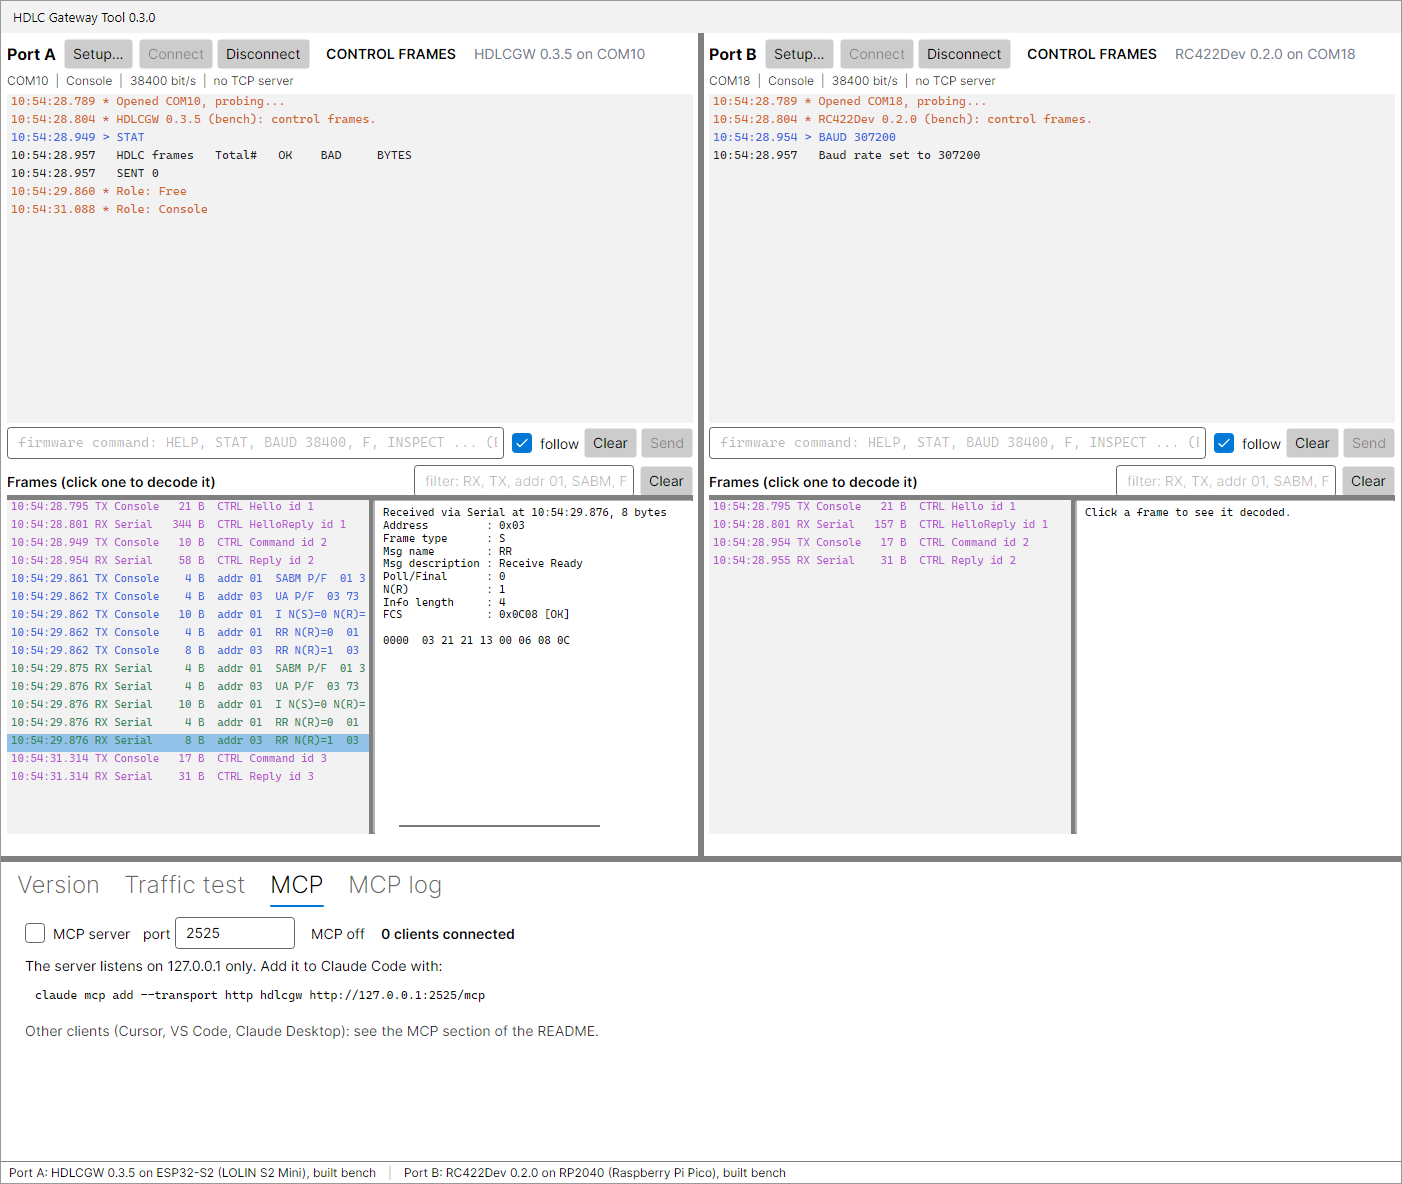 HDLC Gateway Tool 0.3.0
Port A Setup... Connect Disconnect CONTROL FRAMES HDLCGW 0.3.5 on COM10
COM10 | Console | 38400 bit/s | no TCP server
10:54:28.789 * Opened COM10, probing...
10:54:28.804 * HDLCGW 0.3.5 (bench): control frames.
10:54:28.949 > STAT
10:54:28.957 HDLC frames Total# OK BAD BYTES
10:54:28.957 SENT 0
10:54:29.860 * Role: Free
10:54:31.088 * Role: Console
firmware command: HELP, STAT, BAUD 38400, F, INSPECT ... (E
follow Clear Send
Frames (click one to decode it) filter: RX, TX, addr 01, SABM, F Clear
10:54:28.795 TX Console 21 B CTRL Hello id 1
10:54:28.801 RX Serial 344 B CTRL HelloReply id 1
10:54:28.949 TX Console 10 B CTRL Command id 2
10:54:28.954 RX Serial 58 B CTRL Reply id 2
10:54:29.861 TX Console 4 B addr 01 SABM P/F 01 3
10:54:29.862 TX Console 4 B addr 03 UA P/F 03 73
10:54:29.862 TX Console 10 B addr 01 I N(S)=0 N(R)=
10:54:29.862 TX Console 4 B addr 01 RR N(R)=0 01
10:54:29.862 TX Console 8 B addr 03 RR N(R)=1 03
10:54:29.875 RX Serial 4 B addr 01 SABM P/F 01 3
10:54:29.876 RX Serial 4 B addr 03 UA P/F 03 73
10:54:29.876 RX Serial 10 B addr 01 I N(S)=0 N(R)=
10:54:29.876 RX Serial 4 B addr 01 RR N(R)=0 01
10:54:29.876 RX Serial 8 B addr 03 RR N(R)=1 03
10:54:31.314 TX Console 17 B CTRL Command id 3
10:54:31.314 RX Serial 31 B CTRL Reply id 3
Received via Serial at 10:54:29.876, 8 bytes
Address : 0x03
Frame type : S
Msg name : RR
Msg description : Receive Ready
Poll/Final : 0
N(R) : 1
Info length : 4
FCS : 0x0C08 [OK]
0000 03 21 21 13 00 06 08 0C
Port B Setup... Connect Disconnect CONTROL FRAMES RC422Dev 0.2.0 on COM18
COM18 | Console | 38400 bit/s | no TCP server
10:54:28.789 * Opened COM18, probing...
10:54:28.804 * RC422Dev 0.2.0 (bench): control frames.
10:54:28.954 > BAUD 307200
10:54:28.957 Baud rate set to 307200
firmware command: HELP, STAT, BAUD 38400, F, INSPECT ... (E
follow Clear Send
Frames (click one to decode it) filter: RX, TX, addr 01, SABM, F Clear
10:54:28.795 TX Console 21 B CTRL Hello id 1
10:54:28.801 RX Serial 157 B CTRL HelloReply id 1
10:54:28.954 TX Console 17 B CTRL Command id 2
10:54:28.955 RX Serial 31 B CTRL Reply id 2
Click a frame to see it decoded.
Version Traffic test MCP MCP log
MCP server port 2525 MCP off 0 clients connected
The server listens on 127.0.0.1 only. Add it to Claude Code with:
claude mcp add --transport http hdlcgw http://127.0.0.1:2525/mcp
Other clients (Cursor, VS Code, Claude Desktop): see the MCP section of the README.
Port A: HDLCGW 0.3.5 on ESP32-S2 (LOLIN S2 Mini), built bench | Port B: RC422Dev 0.2.0 on RP2040 (Raspberry Pi Pico), built bench